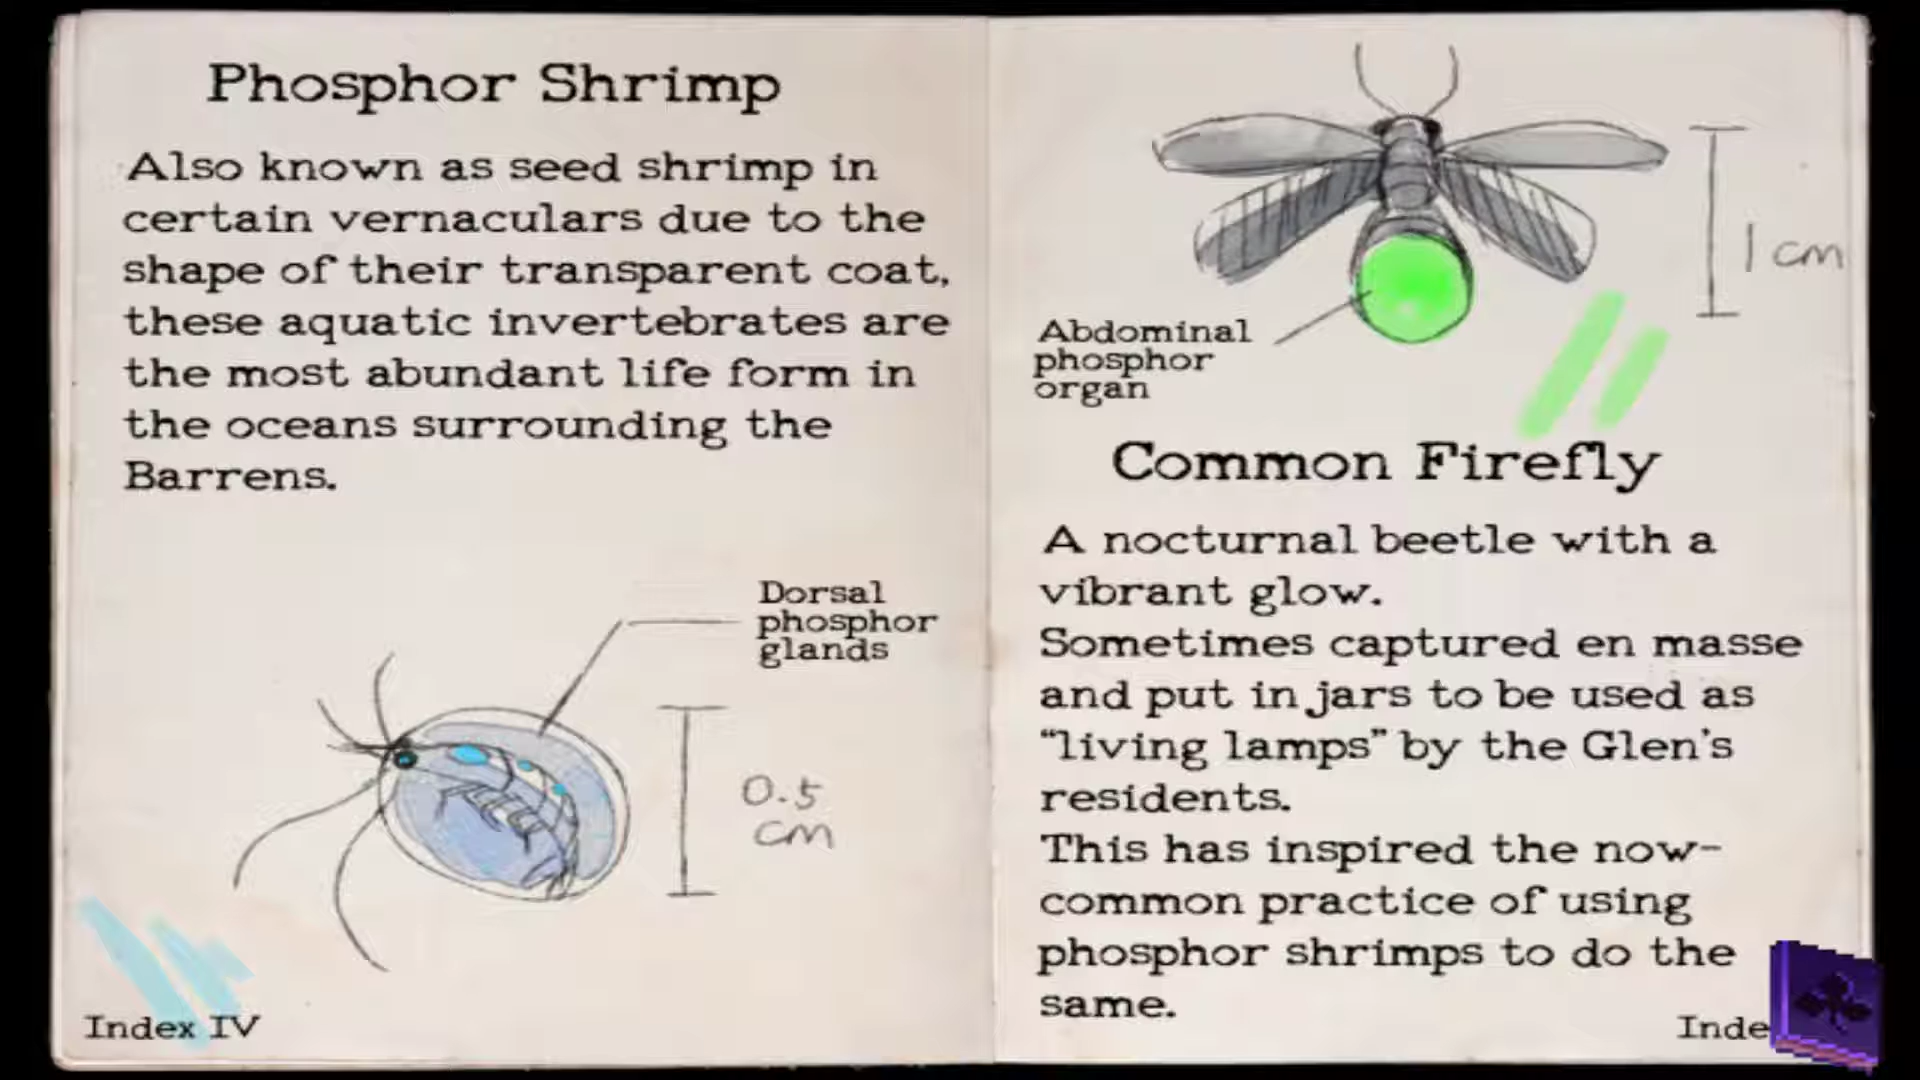 Phosphor Shrimp
Also known as seed shrimp in
certain vernaculars due to the
shape of their transparent coat,
these aquatic invertebrates are
the most abundant life form in
the oceans surrounding the
Barrens.
Dorsal
phosphor
glands
0.5
cm
Index IV
1 cm
Abdominal
phosphor
organ
Common Firefly
A nocturnal beetle with a
vibrant glow.
Sometimes captured en masse
and put in jars to be used as
“living lamps” by the Glen's
residents.
This has inspired the now-
common practice of using
phosphor shrimps to do the
same.